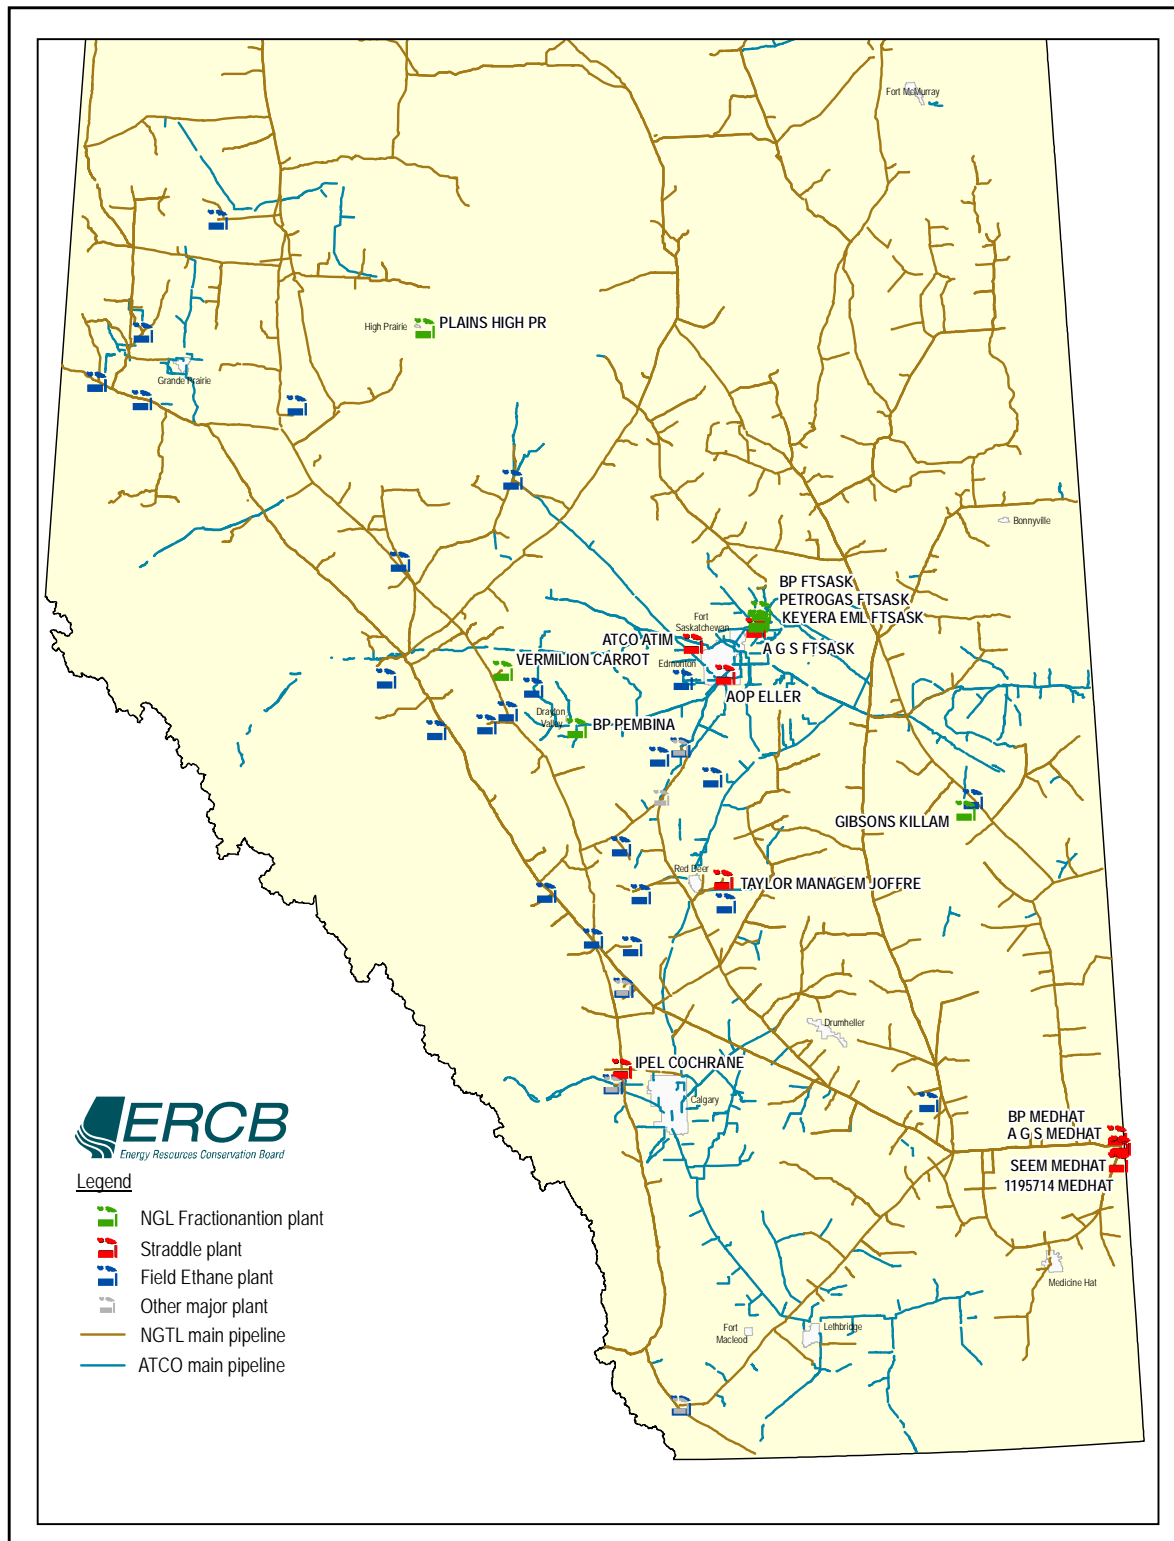 Fort McMurray
High Prairie
PLAINS HIGH PR
Grande Prairie
Bonnyville
BP FTSASK
PETROGAS FTSASK
KEYERA EML FTSASK
Fort
Saskatchewan
ATCO ATIM
A G S FTSASK
VERMILION CARROT
Edmonton
AOP ELLER
Drayton
Valley
BP PEMBINA
GIBSONS KILLAM
Red Deer
TAYLOR MANAGEM JOFFRE
Drumheller
IPEL COCHRANE
Calgary
BP MEDHAT
A G S MEDHAT
SEEM MEDHAT
1195714 MEDHAT
Medicine Hat
Fort
Macleod
Lethbridge
ERCB
Energy Resources Conservation Board
Legend
NGL Fractionantion plant
Straddle plant
Field Ethane plant
Other major plant
NGTL main pipeline
ATCO main pipeline